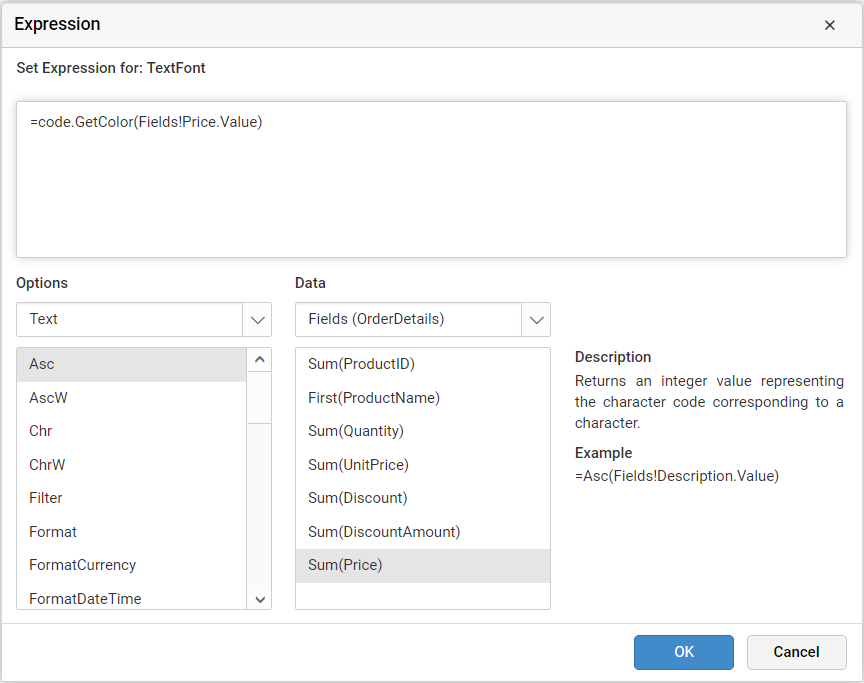 Expression
Set Expression for: TextFont
=code.GetColor(Fields!Price.Value)
Options
Data
Text
Fields (OrderDetails)
Asc
AscW
Chr
ChrW
Filter
Format
FormatCurrency
FormatDateTime
Sum(ProductID)
First(ProductName)
Sum(Quantity)
Sum(UnitPrice)
Sum(Discount)
Sum(DiscountAmount)
Sum(Price)
Description
Returns an integer value representing
the character code corresponding to a
character.
Example
=Asc(Fields!Description.Value)
OK
Cancel